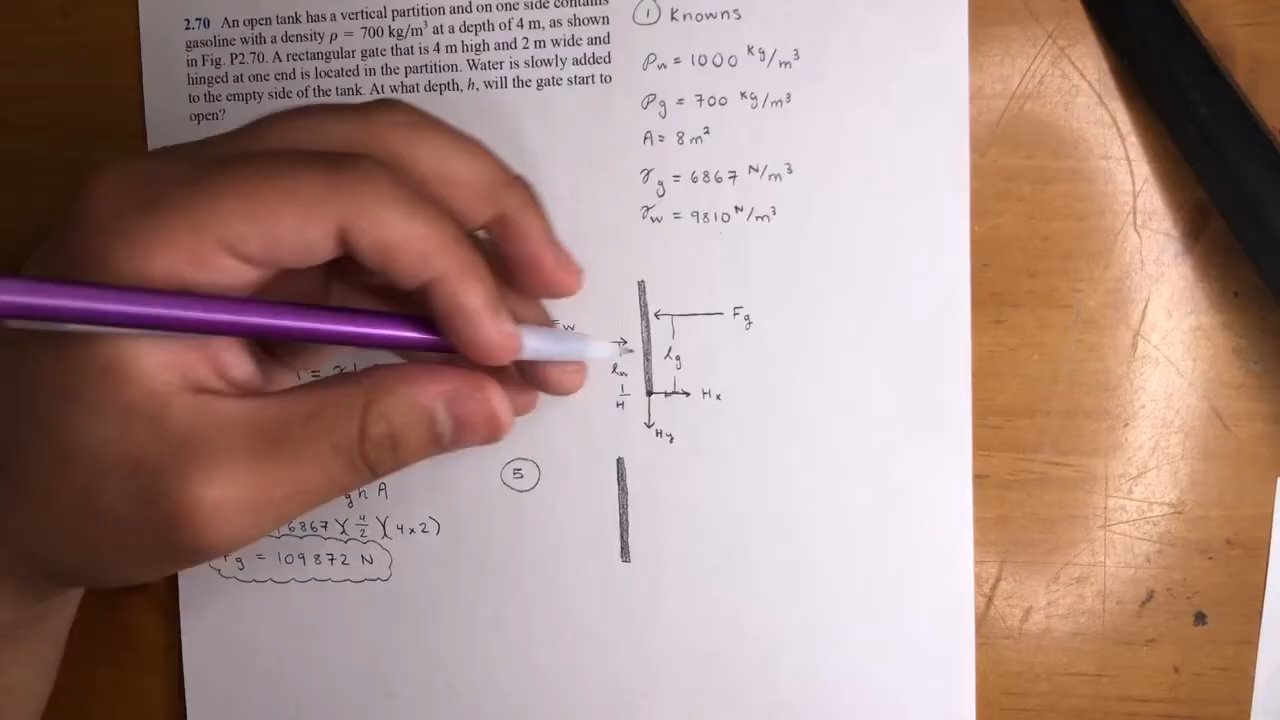 2.70 An open tank has a vertical partition and on one side contains
gasoline with a density ρ = 700 kg/m³ at a depth of 4 m, as shown
in Fig. P2.70. A rectangular gate that is 4 m high and 2 m wide and
hinged at one end is located in the partition. Water is slowly added
to the empty side of the tank. At what depth, h, will the gate start to
open?
① Knowns
ρw = 1000 kg/m³
ρg = 700 kg/m³
A = 8m²
γg = 6867 N/m³
γw = 9810 N/m³
Fg
lg
lw
H
Hx
Hy
⑤
h A
6867)(4/2)(4x2)
Fg = 109872 N